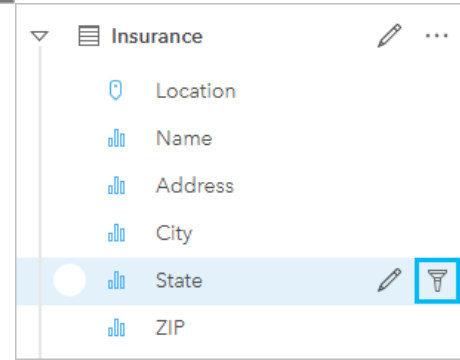 Insurance
Location
Name
Address
City
State
ZIP